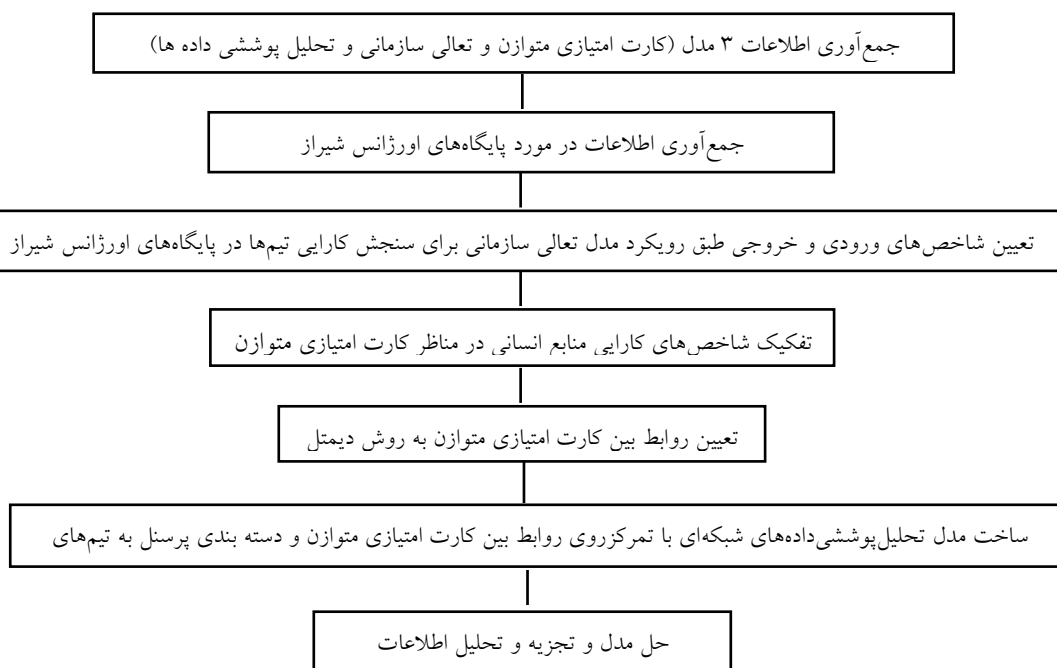 جمع‌آوری اطلاعات ۳ مدل (کارت امتیازی متوازن و تعالی سازمانی و تحلیل پوششی داده ها)
جمع‌آوری اطلاعات در مورد پایگاه‌های اورژانس شیراز
تعیین شاخص‌های ورودی و خروجی طبق رویکرد مدل تعالی سازمانی برای سنجش کارایی تیم‌ها در پایگاه‌های اورژانس شیراز
تفکیک شاخص‌های کارایی منابع انسانی در مناظر کارت امتیازی متوازن
تعیین روابط بین کارت امتیازی متوازن به روش دیمتل
ساخت مدل تحلیل‌پوششی‌داده‌های شبکه‌ای با تمرکزروی روابط بین کارت امتیازی متوازن و دسته بندی پرسنل به تیم‌های
حل مدل و تجزیه و تحلیل اطلاعات